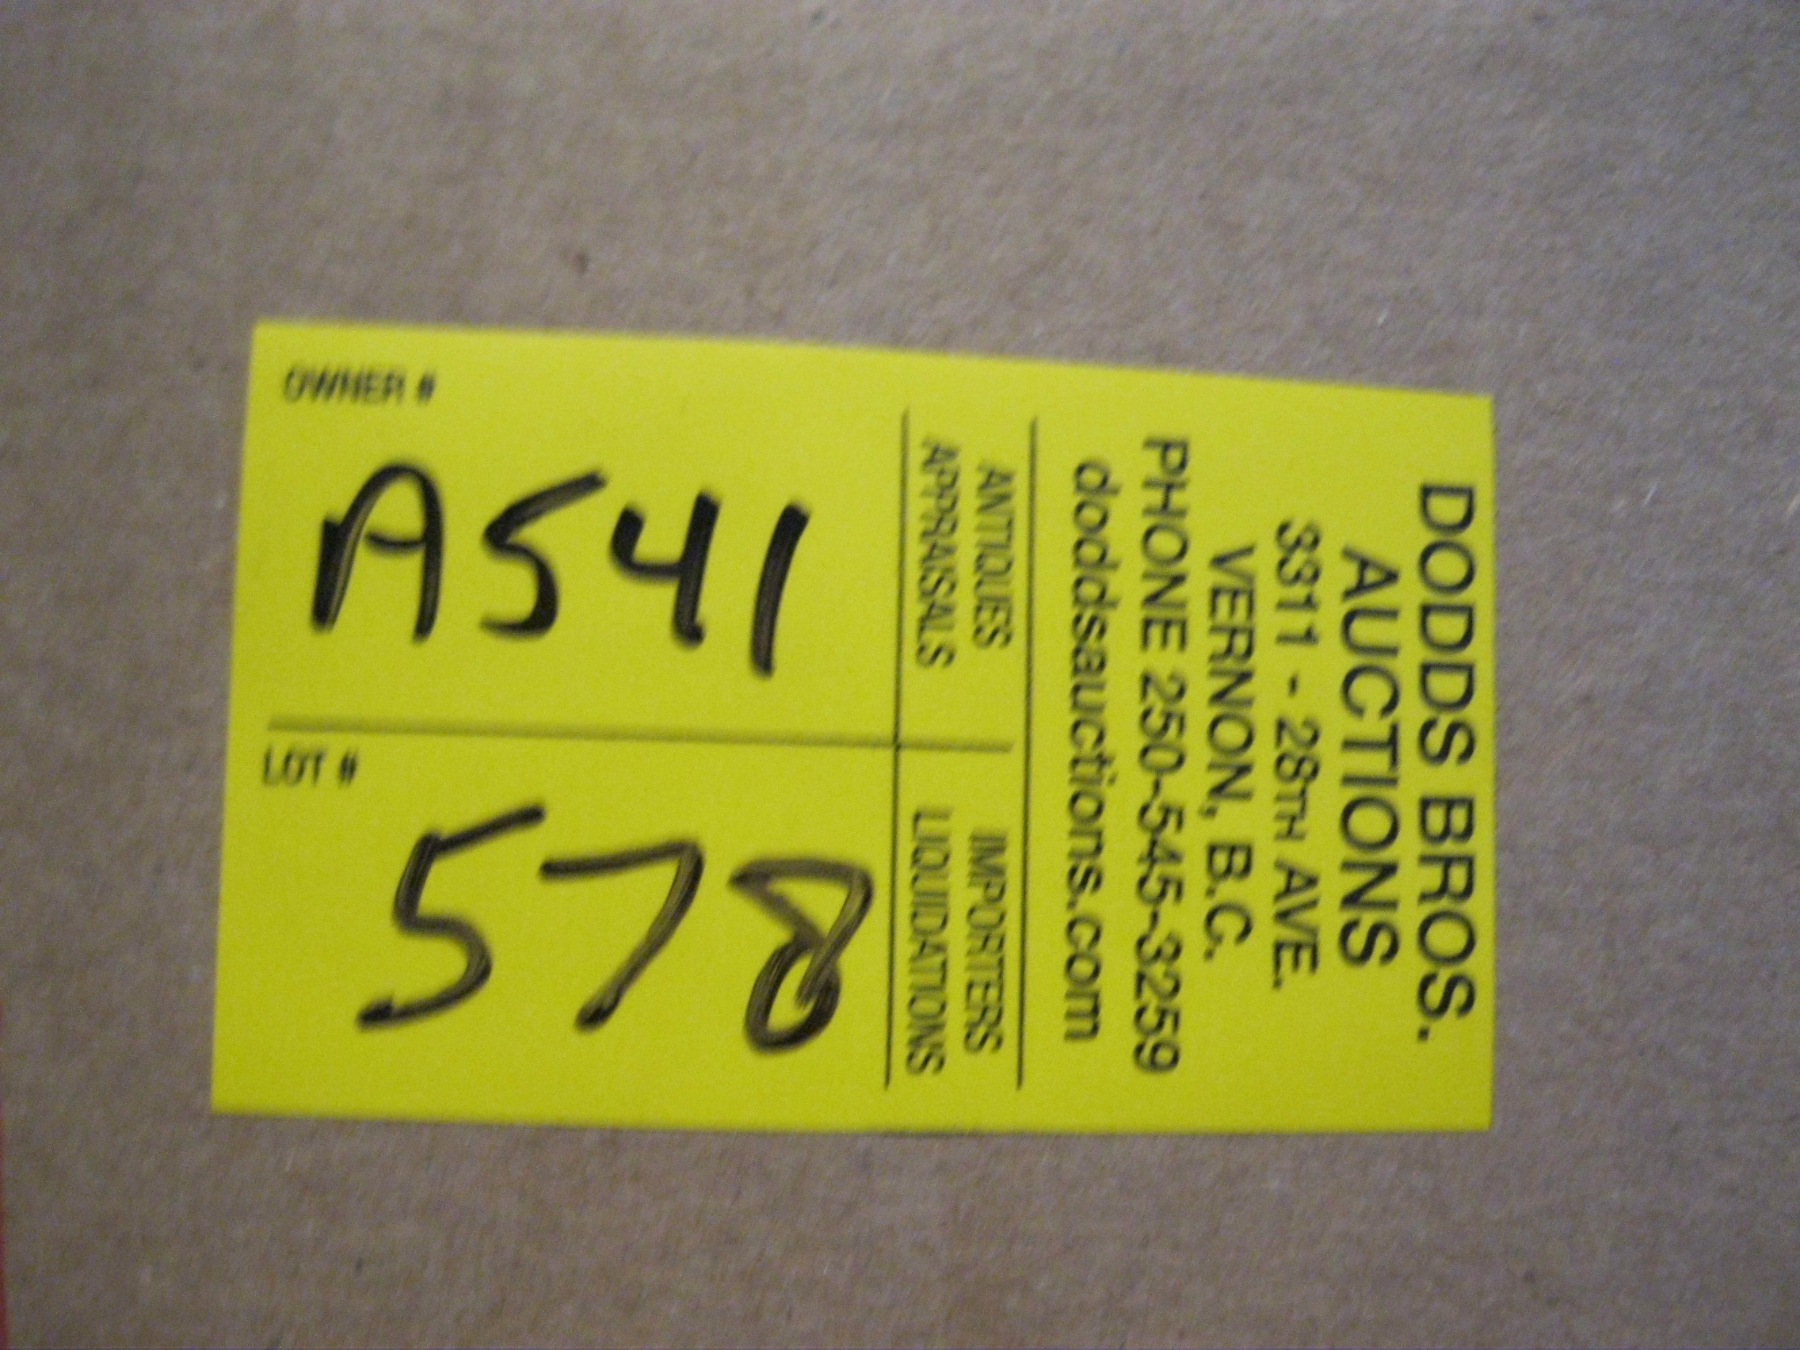 DODDS BROS.
AUCTIONS
3311 - 28TH AVE.
VERNON, B.C.
PHONE 250-545-3259
doddsauctions.com
ANTIQUES
APPRAISALS
IMPORTERS
LIQUIDATIONS
OWNER #
A541
LOT #
578